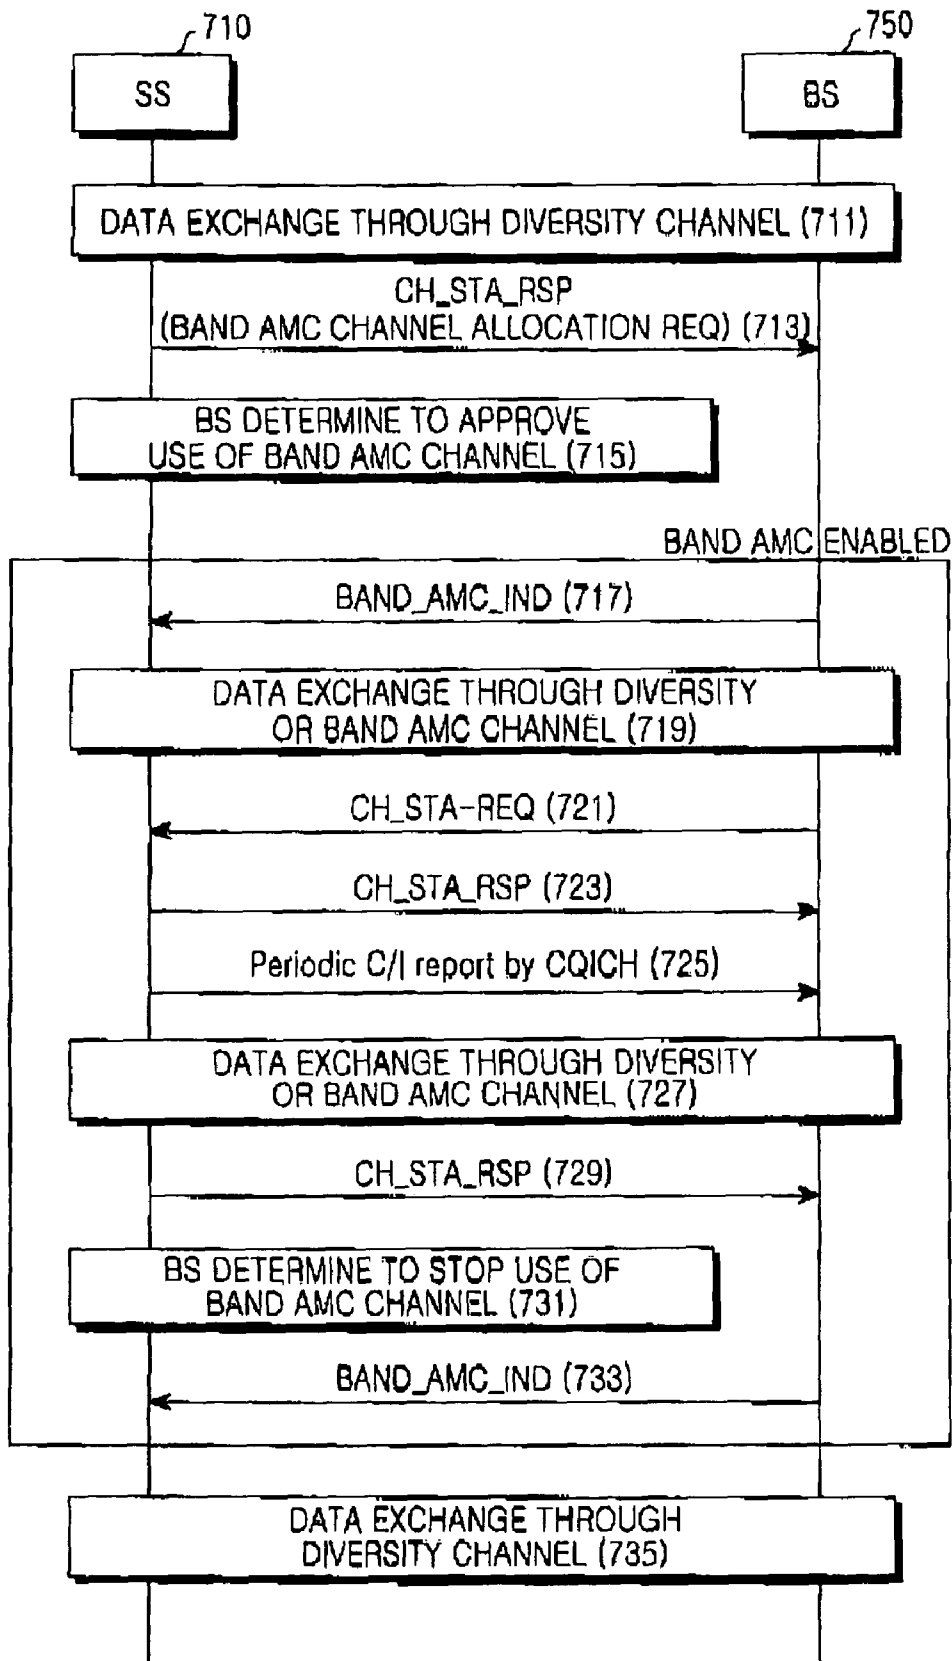 710
750
SS
BS
DATA EXCHANGE THROUGH DIVERSITY CHANNEL (711)
CH_STA_RSP
(BAND AMC CHANNEL ALLOCATION REQ) (713)
BS DETERMINE TO APPROVE
USE OF BAND AMC CHANNEL (715)
BAND AMC ENABLED
BAND_AMC_IND (717)
DATA EXCHANGE THROUGH DIVERSITY
OR BAND AMC CHANNEL (719)
CH_STA-REQ (721)
CH_STA_RSP (723)
Periodic C/I report by CQICH (725)
DATA EXCHANGE THROUGH DIVERSITY
OR BAND AMC CHANNEL (727)
CH_STA_RSP (729)
BS DETERMINE TO STOP USE OF
BAND AMC CHANNEL (731)
BAND_AMC_IND (733)
DATA EXCHANGE THROUGH
DIVERSITY CHANNEL (735)